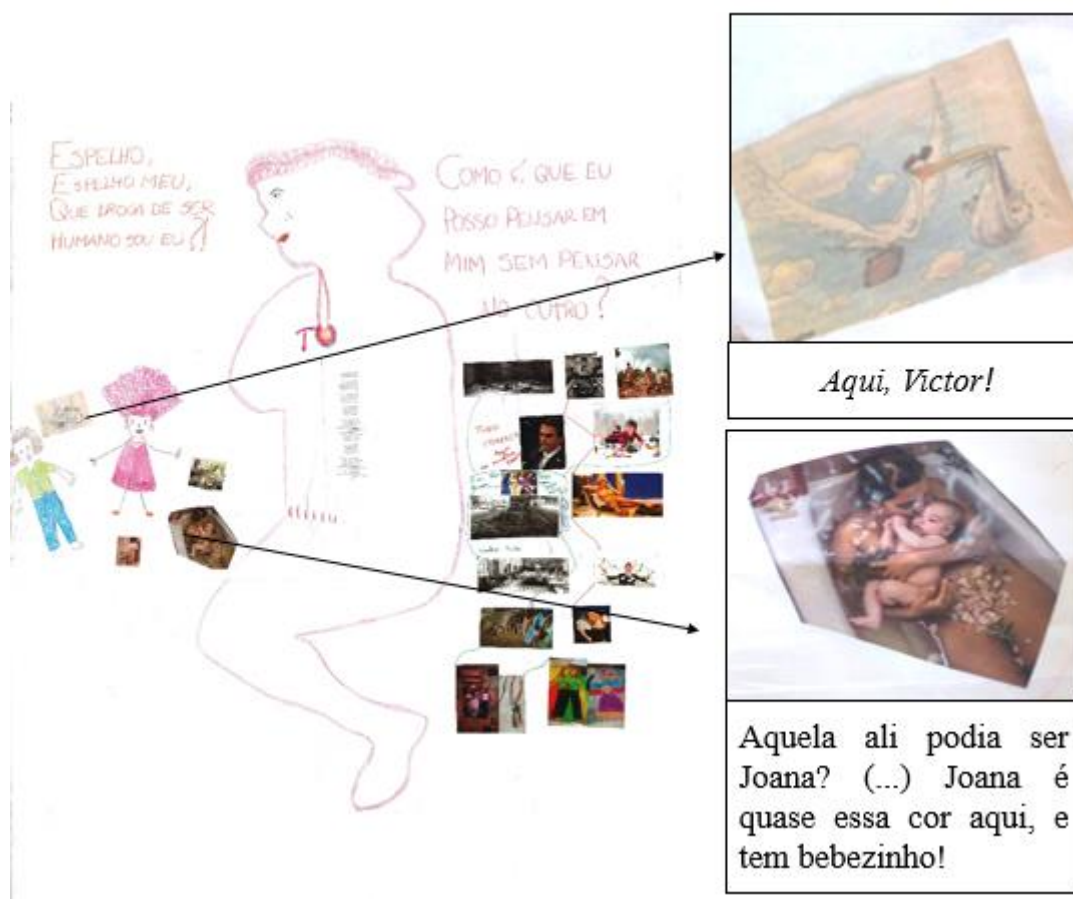 ESPELHO,
ESPELHO MEU,
QUE DROGA DE SER
HUMANO SOU EU?!
COMO É QUE EU
POSSO PENSAR EM
MIM SEM PENSAR
NO OUTRO?
Aqui, Victor!
Aquela ali podia ser
Joana? (...) Joana é
quase essa cor aqui, e
tem bebezinho!